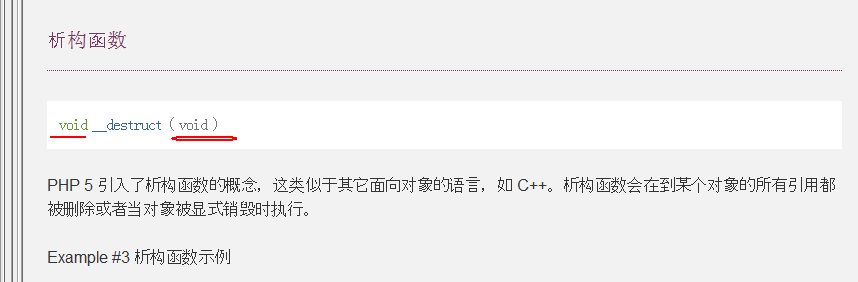 析构函数
void __destruct ( void )
PHP 5 引入了析构函数的概念，这类似于其它面向对象的语言，如 C++。析构函数会在到某个对象的所有引用都
被删除或者当对象被显式销毁时执行。
Example #3 析构函数示例